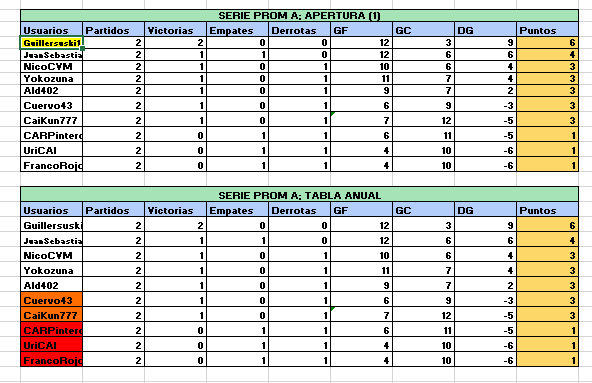 SERIE PROM A; APERTURA (1)
Usuarios Partidos Victorias Empates Derrotas GF GC DG Puntos
Guillersuski1 2 2 0 0 12 3 9 6
JuanSebastia 2 1 1 0 12 6 6 4
NicoCVM 2 1 0 1 10 6 4 3
Yokozuna 2 1 0 1 11 7 4 3
Ald402 2 1 0 1 9 7 2 3
Cuervo43 2 1 0 1 6 9 -3 3
CaiKun777 2 1 0 1 7 12 -5 3
CARPintero 2 0 1 1 6 11 -5 1
UriCAI 2 0 1 1 4 10 -6 1
FrancoRojo 2 0 1 1 4 10 -6 1
SERIE PROM A; TABLA ANUAL
Usuarios Partidos Victorias Empates Derrotas GF GC DG Puntos
Guillersuski 2 2 0 0 12 3 9 6
JuanSebastia 2 1 1 0 12 6 6 4
NicoCVM 2 1 0 1 10 6 4 3
Yokozuna 2 1 0 1 11 7 4 3
Ald402 2 1 0 1 9 7 2 3
Cuervo43 2 1 0 1 6 9 -3 3
CaiKun777 2 1 0 1 7 12 -5 3
CARPintero 2 0 1 1 6 11 -5 1
UriCAI 2 0 1 1 4 10 -6 1
FrancoRojo 2 0 1 1 4 10 -6 1